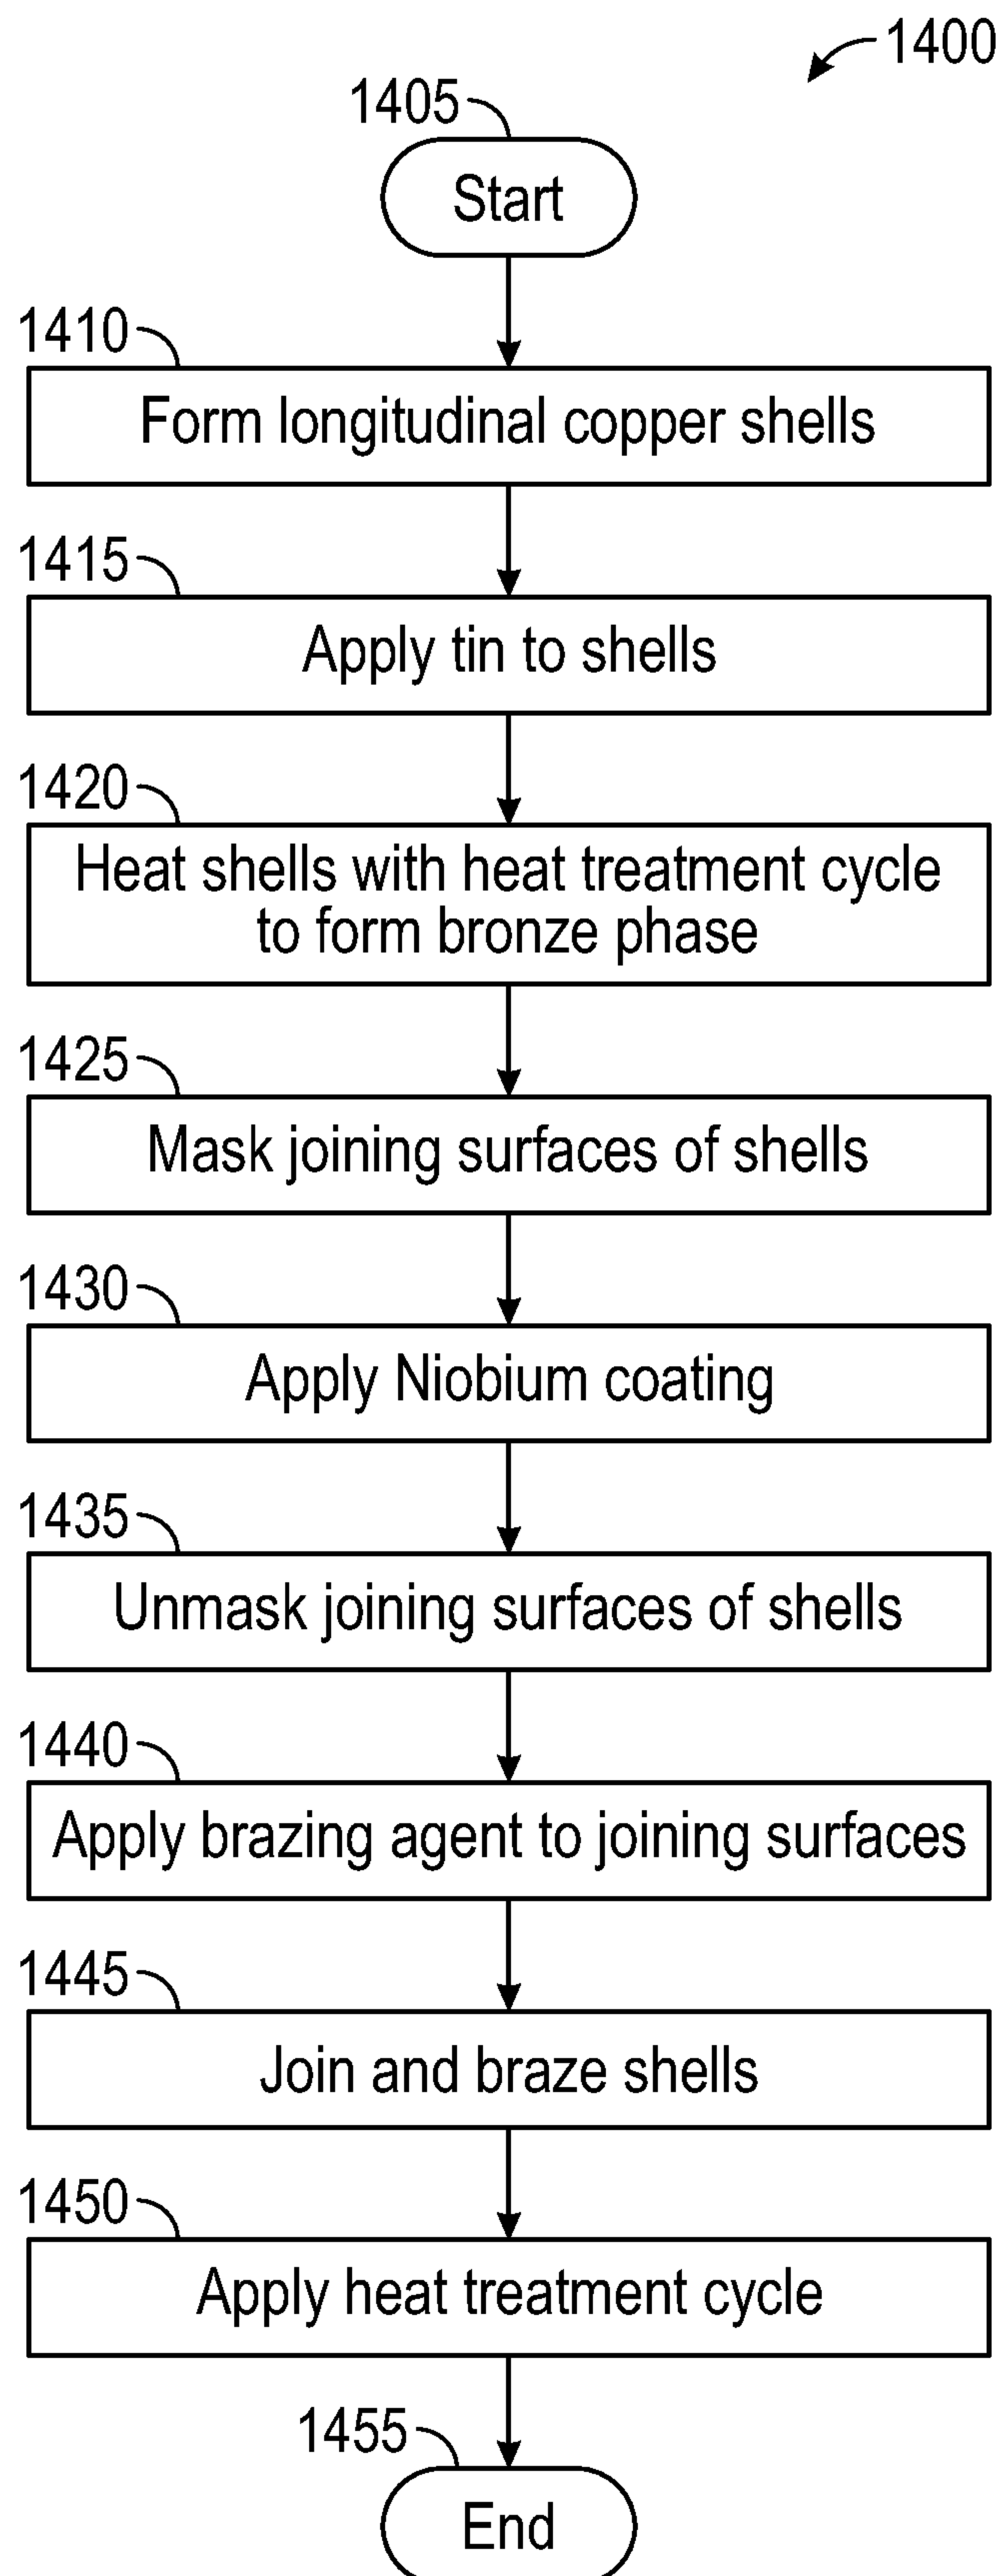 1400
1405
Start
1410
Form longitudinal copper shells
1415
Apply tin to shells
1420
Heat shells with heat treatment cycle
to form bronze phase
1425
Mask joining surfaces of shells
1430
Apply Niobium coating
1435
Unmask joining surfaces of shells
1440
Apply brazing agent to joining surfaces
1445
Join and braze shells
1450
Apply heat treatment cycle
1455
End